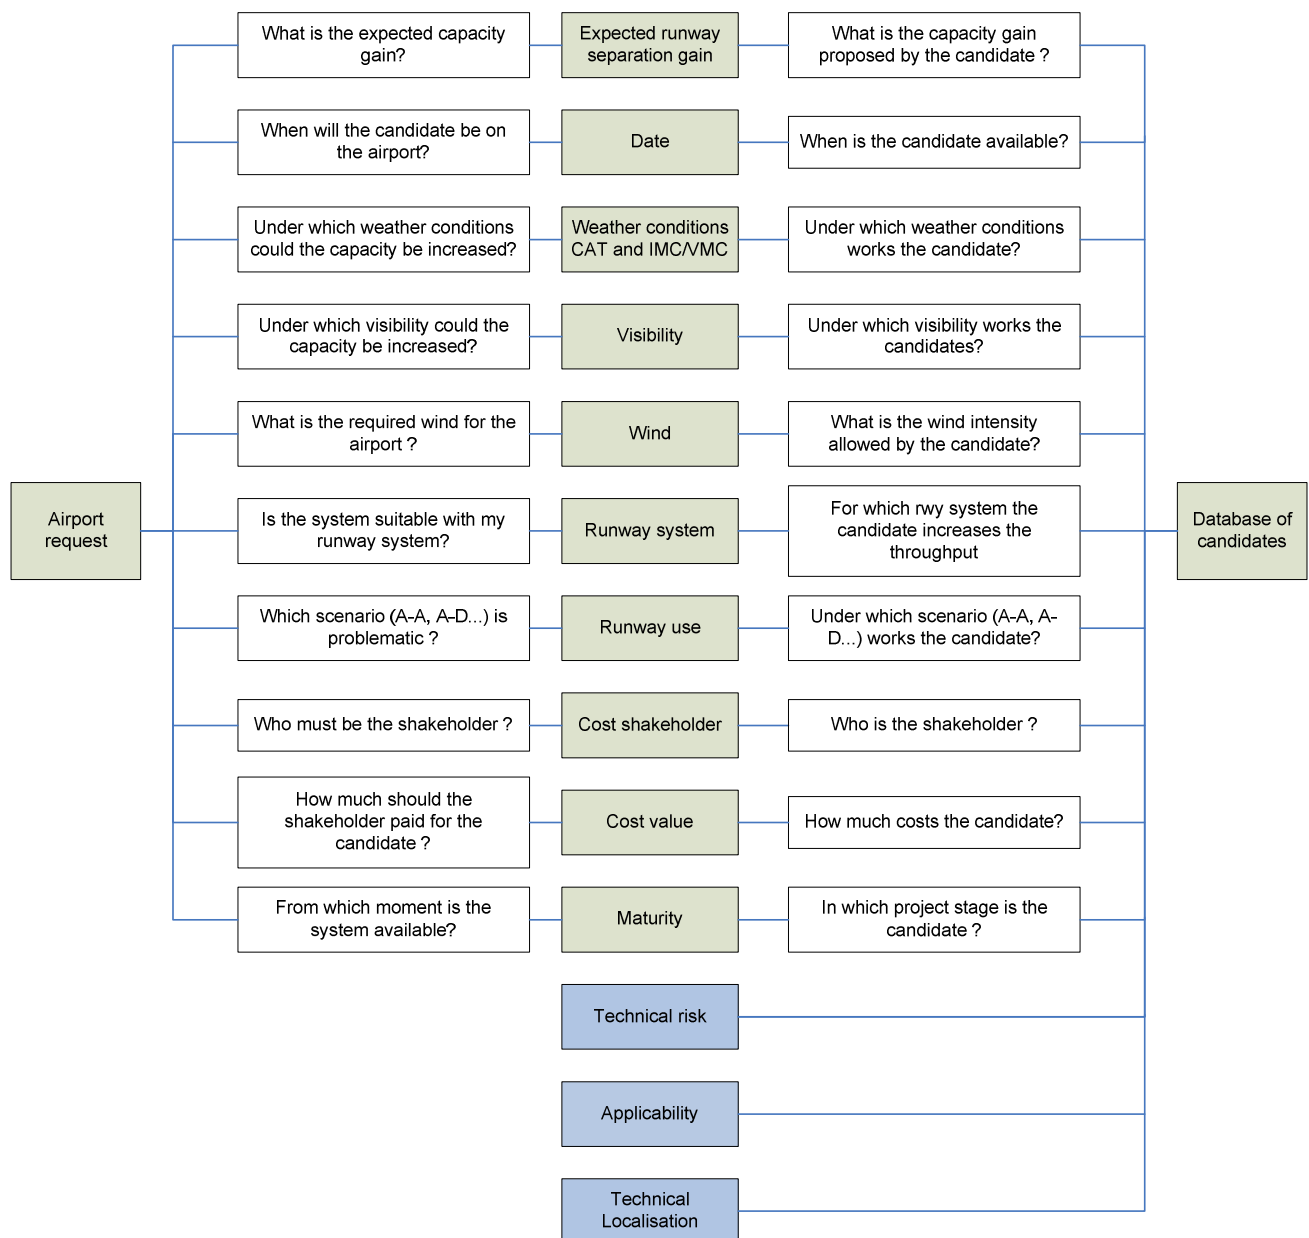 What is the expected capacity
gain?
Expected runway
separation gain
What is the capacity gain
proposed by the candidate ?
When will the candidate be on
the airport?
Date
When is the candidate available?
Under which weather conditions
could the capacity be increased?
Weather conditions
CAT and IMC/VMC
Under which weather conditions
works the candidate?
Under which visibility could the
capacity be increased?
Visibility
Under which visibility works the
candidates?
What is the required wind for the
airport ?
Wind
What is the wind intensity
allowed by the candidate?
Airport
request
Is the system suitable with my
runway system?
Runway system
For which rwy system the
candidate increases the
throughput
Database of
candidates
Which scenario (A-A, A-D...) is
problematic ?
Runway use
Under which scenario (A-A, A-
D...) works the candidate?
Who must be the shakeholder ?
Cost shakeholder
Who is the shakeholder ?
How much should the
shakeholder paid for the
candidate ?
Cost value
How much costs the candidate?
From which moment is the
system available?
Maturity
In which project stage is the
candidate ?
Technical risk
Applicability
Technical
Localisation